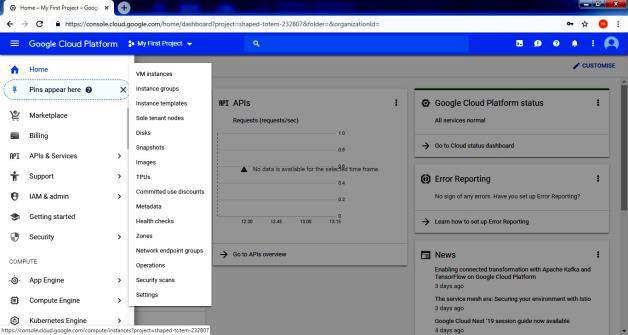 Home – My First Project – Goog
https://console.cloud.google.com/home/dashboard?project=shaped-totem-232807&folder=&organizationId=
Google Cloud Platform
My First Project
CUSTOMISE
Home
Pins appear here
Marketplace
Billing
API APIs & Services
Support
IAM & admin
Getting started
Security
COMPUTE
App Engine
Compute Engine
Kubernetes Engine
VM instances
Instance groups
Instance templates
Sole tenant nodes
Disks
Snapshots
Images
TPUs
Committed use discounts
Metadata
Health checks
Zones
Network endpoint groups
Operations
Security scans
Settings
API APIs
Requests (requests/sec)
1.0
0.8
0.6
No data is available for the selected time frame.
0.4
0.2
0
12:30 12:45 13:00 13:15
Go to APIs overview
Google Cloud Platform status
All services normal
Go to Cloud status dashboard
Error Reporting
No sign of any errors. Have you set up Error Reporting?
Learn how to set up Error Reporting
News
Enabling connected transformation with Apache Kafka and
TensorFlow on Google Cloud Platform
3 days ago
The service mesh era: Securing your environment with Istio
3 days ago
Google Cloud Next '19 session guide now available
4 days ago
https://console.cloud.google.com/compute/instances?project=shaped-totem-232807